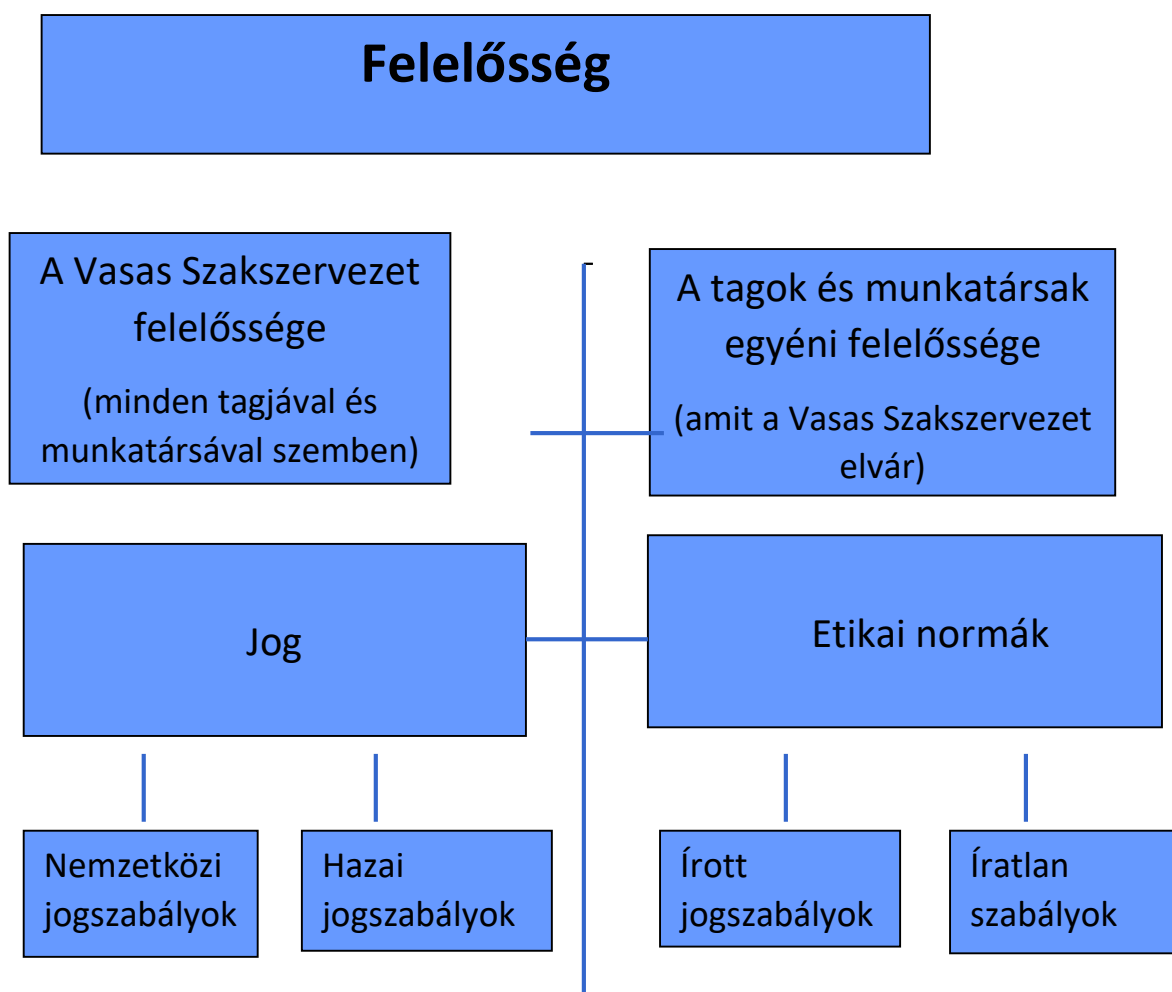 Felelősség
A Vasas Szakszervezet
felelőssége
(minden tagjával és
munkatársával szemben)
A tagok és munkatársak
egyéni felelőssége
(amit a Vasas Szakszervezet
elvár)
Jog
Etikai normák
Nemzetközi
jogszabályok
Hazai
jogszabályok
Írott
jogszabályok
Íratlan
szabályok